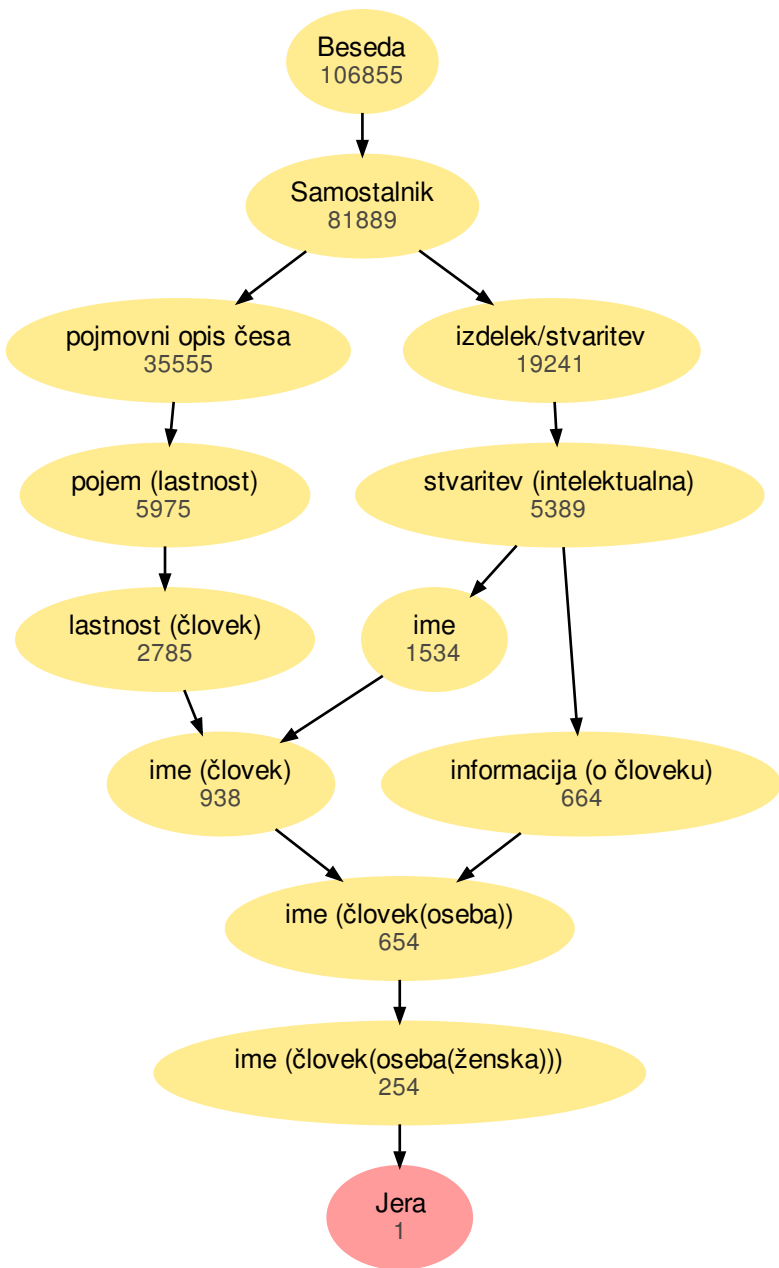 Beseda
106855
Samostalnik
81889
pojmovni opis česa
35555
izdelek/stvaritev
19241
pojem (lastnost)
5975
stvaritev (intelektualna)
5389
lastnost (človek)
2785
ime
1534
ime (človek)
938
informacija (o človeku)
664
ime (človek(oseba))
654
ime (človek(oseba(ženska)))
254
Jera
1